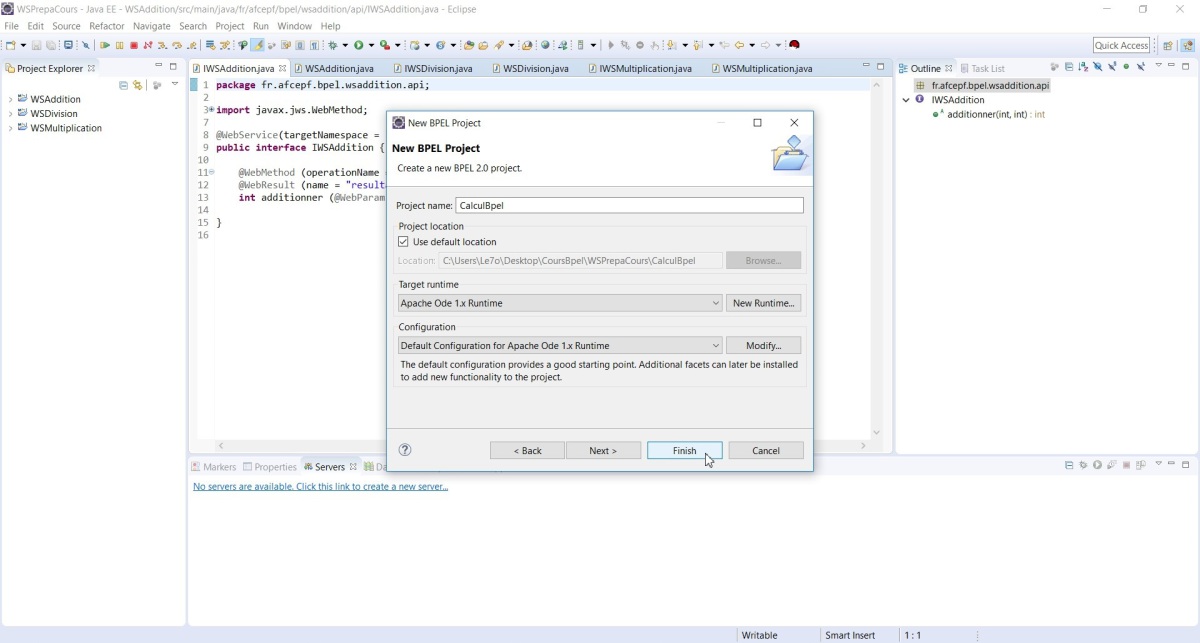 WSPrepaCours - Java EE - WSAddition/src/main/java/fr/afcepf/bpel/wsaddition/api/IWSAddition.java - Eclipse
File Edit Source Refactor Navigate Search Project Run Window Help
Quick Access
Project Explorer
WSAddition
WSDivision
WSMultiplication
IWSAddition.java WSAddition.java IWSDivision.java WSDivision.java IWSMultiplication.java WSMultiplication.java
1 package fr.afcepf.bpel.wsaddition.api;
2
3 import javax.jws.WebMethod;
7
8 @WebService(targetNamespace =
9 public interface IWSAddition {
10
11 @WebMethod (operationName
12 @WebResult (name = "result
13 int additionner (@WebParam
14
15 }
16
Outline Task List
fr.afcepf.bpel.wsaddition.api
IWSAddition
additionner(int, int) : int
New BPEL Project
New BPEL Project
Create a new BPEL 2.0 project.
Project name: CalculBpel
Project location
Use default location
Location: C:\Users\Le7o\Desktop\CoursBpel\WSPrepaCours\CalculBpel Browse...
Target runtime
Apache Ode 1.x Runtime New Runtime...
Configuration
Default Configuration for Apache Ode 1.x Runtime Modify...
The default configuration provides a good starting point. Additional facets can later be installed
to add new functionality to the project.
? < Back Next > Finish Cancel
Markers Properties Servers Da
No servers are available. Click this link to create a new server...
Writable Smart Insert 1 : 1